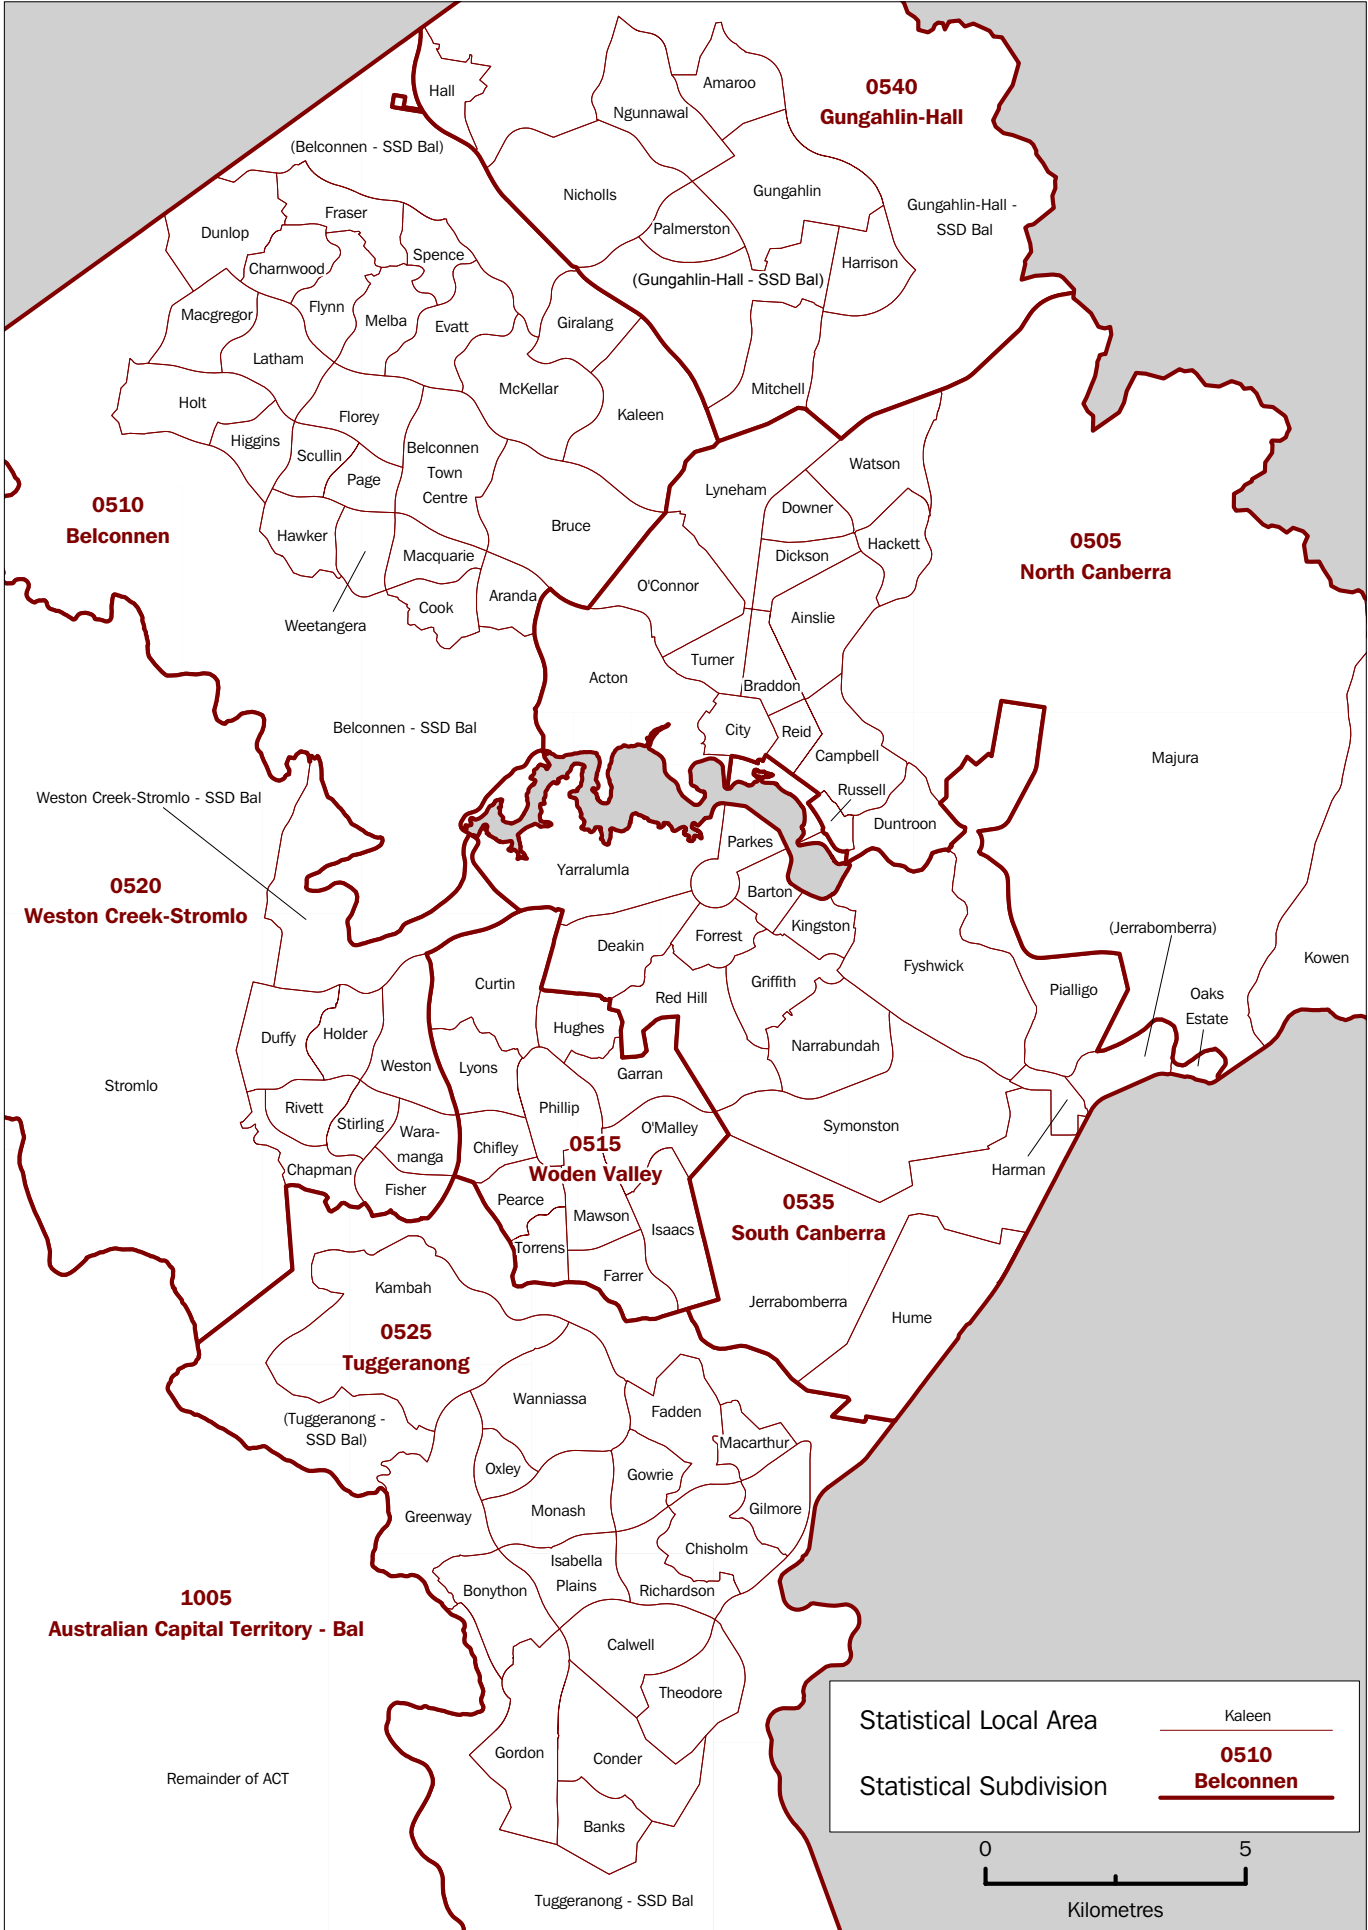 0540
Gungahlin-Hall
Hall
Amaroo
Ngunnawal
(Belconnen - SSD Bal)
Nicholls
Gungahlin
Palmerston
Gungahlin-Hall -
SSD Bal
Harrison
(Gungahlin-Hall - SSD Bal)
Mitchell
Dunlop
Fraser
Spence
Charnwood
Macgregor
Flynn
Melba
Evatt
Giralang
Latham
McKellar
Kaleen
Holt
Florey
Higgins
Scullin
Page
Belconnen
Town
Centre
0510
Belconnen
Hawker
Macquarie
Bruce
Weetangera
Cook
Aranda
Belconnen - SSD Bal
Watson
Lyneham
Downer
Dickson
Hackett
0505
North Canberra
O'Connor
Ainslie
Turner
Braddon
Acton
City
Reid
Campbell
Russell
Duntroon
Majura
Kowen
Weston Creek-Stromlo - SSD Bal
0520
Weston Creek-Stromlo
Yarralumla
Parkes
Barton
Kingston
Forrest
Deakin
Griffith
Red Hill
Fyshwick
Pialligo
(Jerrabomberra)
Oaks
Estate
Narrabundah
Symonston
Harman
Curtin
Hughes
Lyons
Garran
Phillip
O'Malley
Chifley
0515
Woden Valley
Pearce
Mawson
Isaacs
Torrens
Farrer
Duffy
Holder
Weston
Stromlo
Rivett
Stirling
Wara-
manga
Chapman
Fisher
0535
South Canberra
Jerrabomberra
Hume
Kambah
0525
Tuggeranong
(Tuggeranong -
SSD Bal)
Wanniassa
Fadden
Macarthur
Oxley
Gowrie
Gilmore
Monash
Greenway
Chisholm
Isabella
Plains
Bonython
Richardson
Calwell
Theodore
Gordon
Conder
Banks
Tuggeranong - SSD Bal
1005
Australian Capital Territory - Bal
Remainder of ACT
Statistical Local Area
Kaleen
Statistical Subdivision
0510
Belconnen
0 5
Kilometres